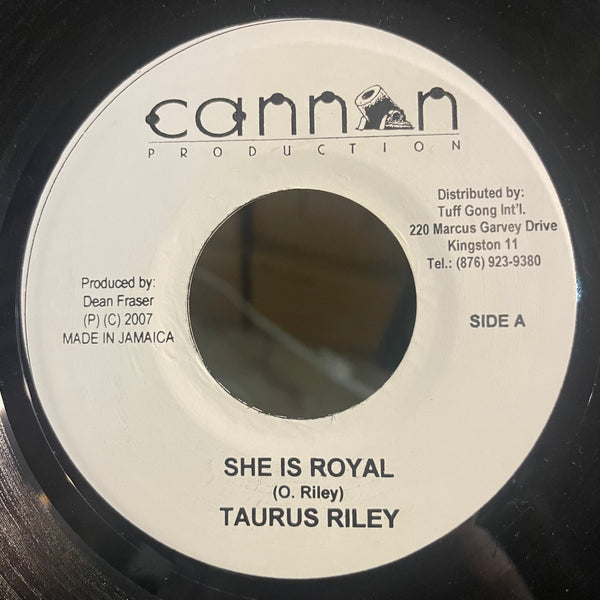 cannon
PRODUCTION
Distributed by:
Tuff Gong Int'l.
220 Marcus Garvey Drive
Kingston 11
Tel.: (876) 923-9380
Produced by:
Dean Fraser
(P) (C) 2007
MADE IN JAMAICA
SIDE A
SHE IS ROYAL
(O. Riley)
TAURUS RILEY